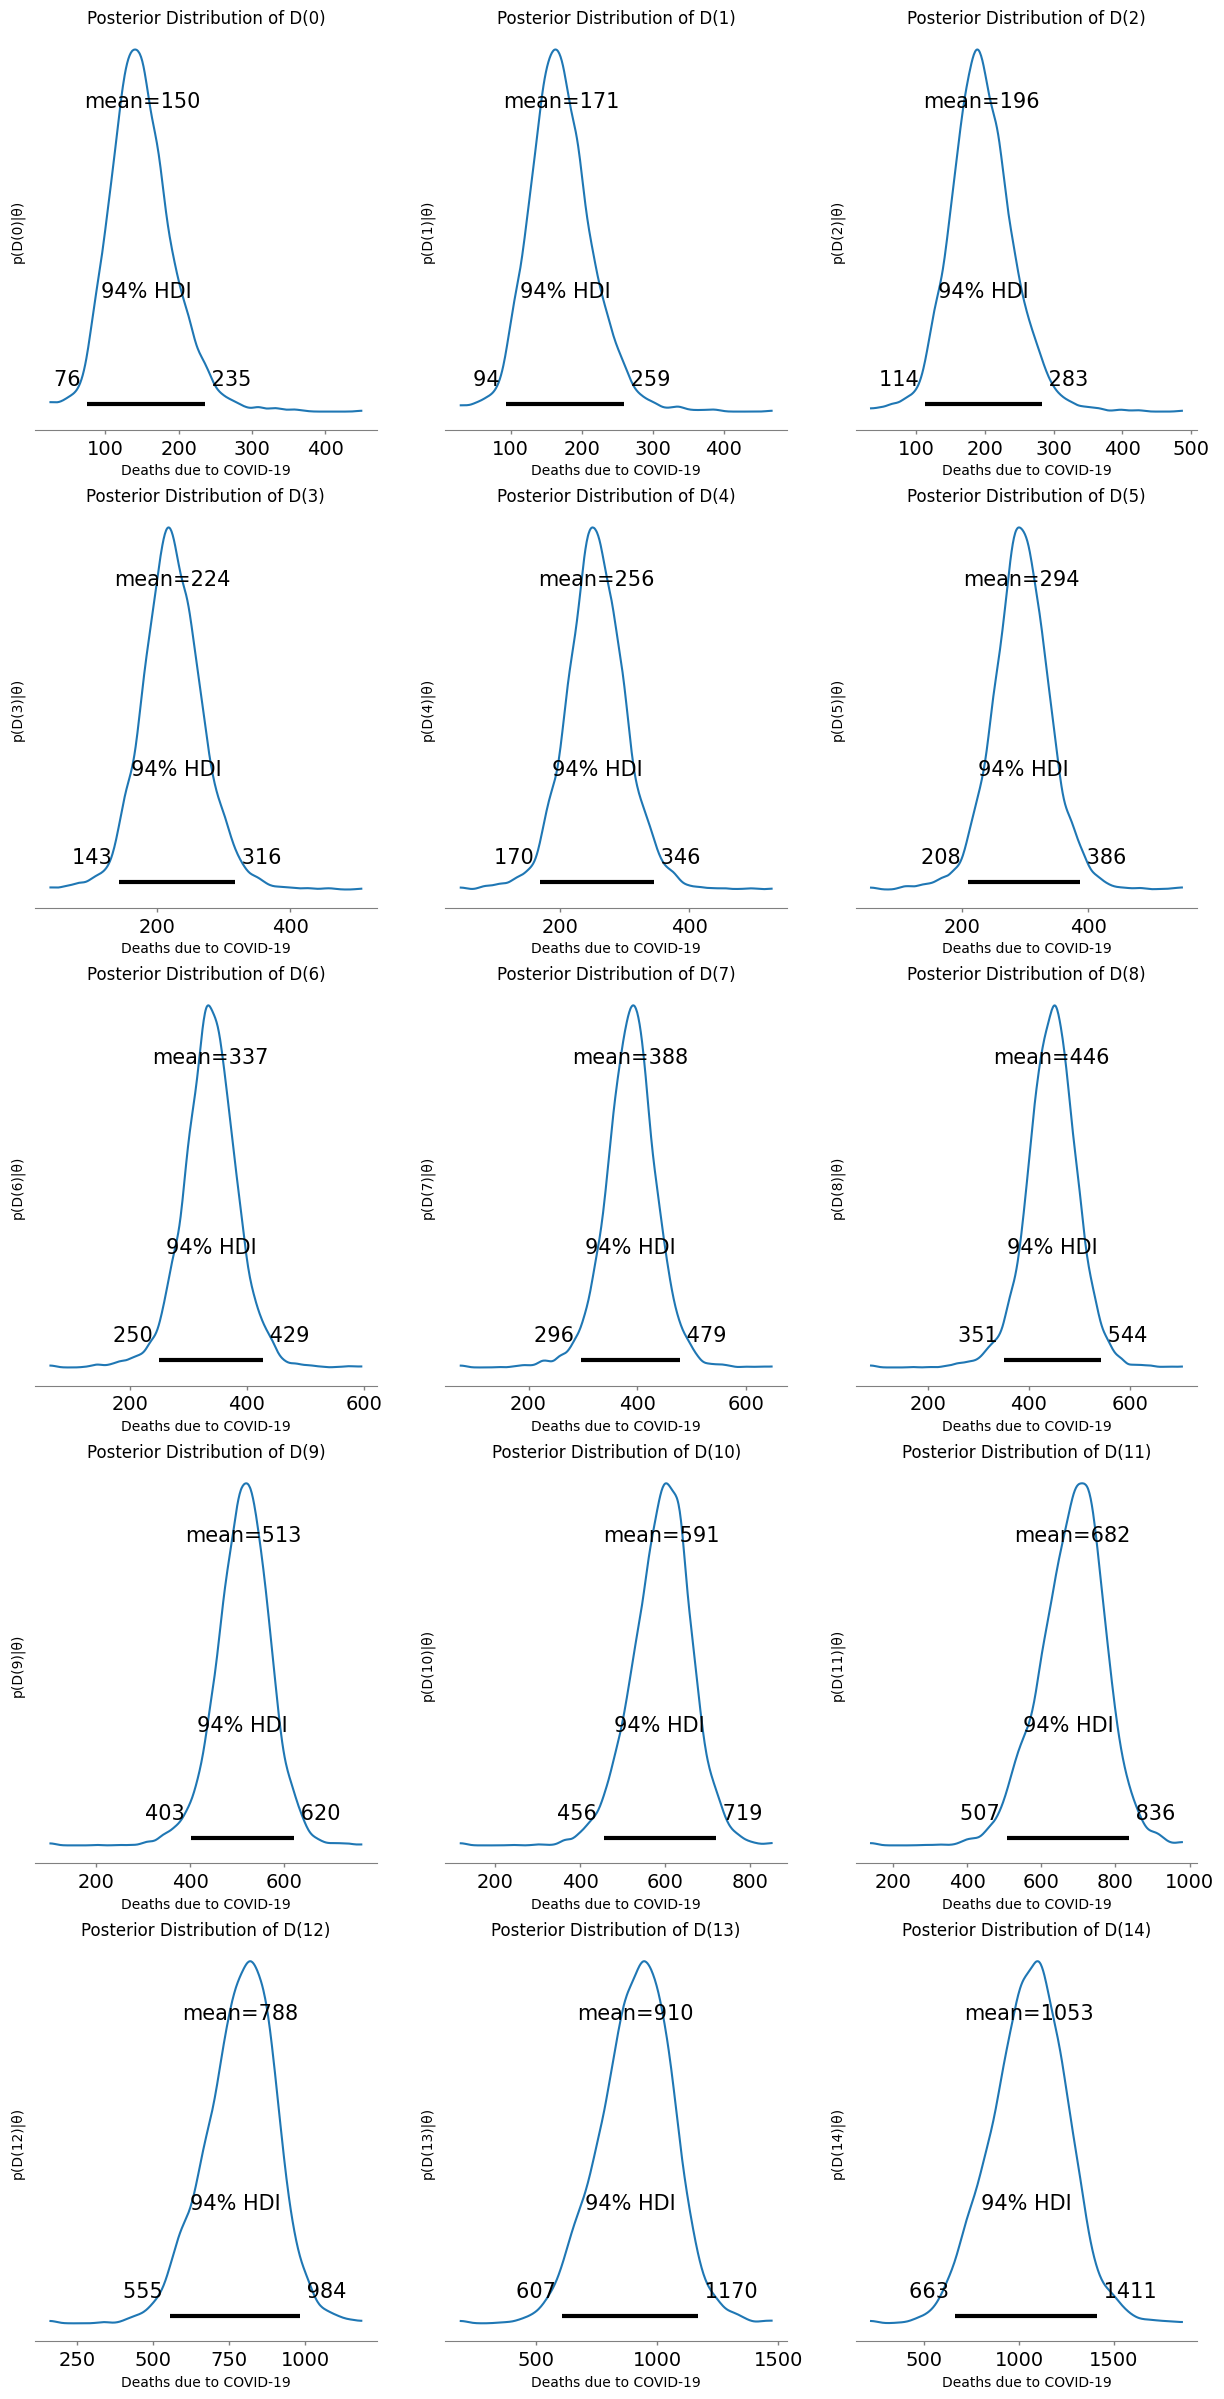 Posterior Distribution of D(0)
mean=150
94% HDI
76 235
p(D(0)|θ)
100 200 300 400
Deaths due to COVID-19
Posterior Distribution of D(1)
mean=171
94% HDI
94 259
p(D(1)|θ)
100 200 300 400
Deaths due to COVID-19
Posterior Distribution of D(2)
mean=196
94% HDI
114 283
p(D(2)|θ)
100 200 300 400 500
Deaths due to COVID-19
Posterior Distribution of D(3)
mean=224
94% HDI
143 316
p(D(3)|θ)
200 400
Deaths due to COVID-19
Posterior Distribution of D(4)
mean=256
94% HDI
170 346
p(D(4)|θ)
200 400
Deaths due to COVID-19
Posterior Distribution of D(5)
mean=294
94% HDI
208 386
p(D(5)|θ)
200 400
Deaths due to COVID-19
Posterior Distribution of D(6)
mean=337
94% HDI
250 429
p(D(6)|θ)
200 400 600
Deaths due to COVID-19
Posterior Distribution of D(7)
mean=388
94% HDI
296 479
p(D(7)|θ)
200 400 600
Deaths due to COVID-19
Posterior Distribution of D(8)
mean=446
94% HDI
351 544
p(D(8)|θ)
200 400 600
Deaths due to COVID-19
Posterior Distribution of D(9)
mean=513
94% HDI
403 620
p(D(9)|θ)
200 400 600
Deaths due to COVID-19
Posterior Distribution of D(10)
mean=591
94% HDI
456 719
p(D(10)|θ)
200 400 600 800
Deaths due to COVID-19
Posterior Distribution of D(11)
mean=682
94% HDI
507 836
p(D(11)|θ)
200 400 600 800 1000
Deaths due to COVID-19
Posterior Distribution of D(12)
mean=788
94% HDI
555 984
p(D(12)|θ)
250 500 750 1000
Deaths due to COVID-19
Posterior Distribution of D(13)
mean=910
94% HDI
607 1170
p(D(13)|θ)
500 1000 1500
Deaths due to COVID-19
Posterior Distribution of D(14)
mean=1053
94% HDI
663 1411
p(D(14)|θ)
500 1000 1500
Deaths due to COVID-19